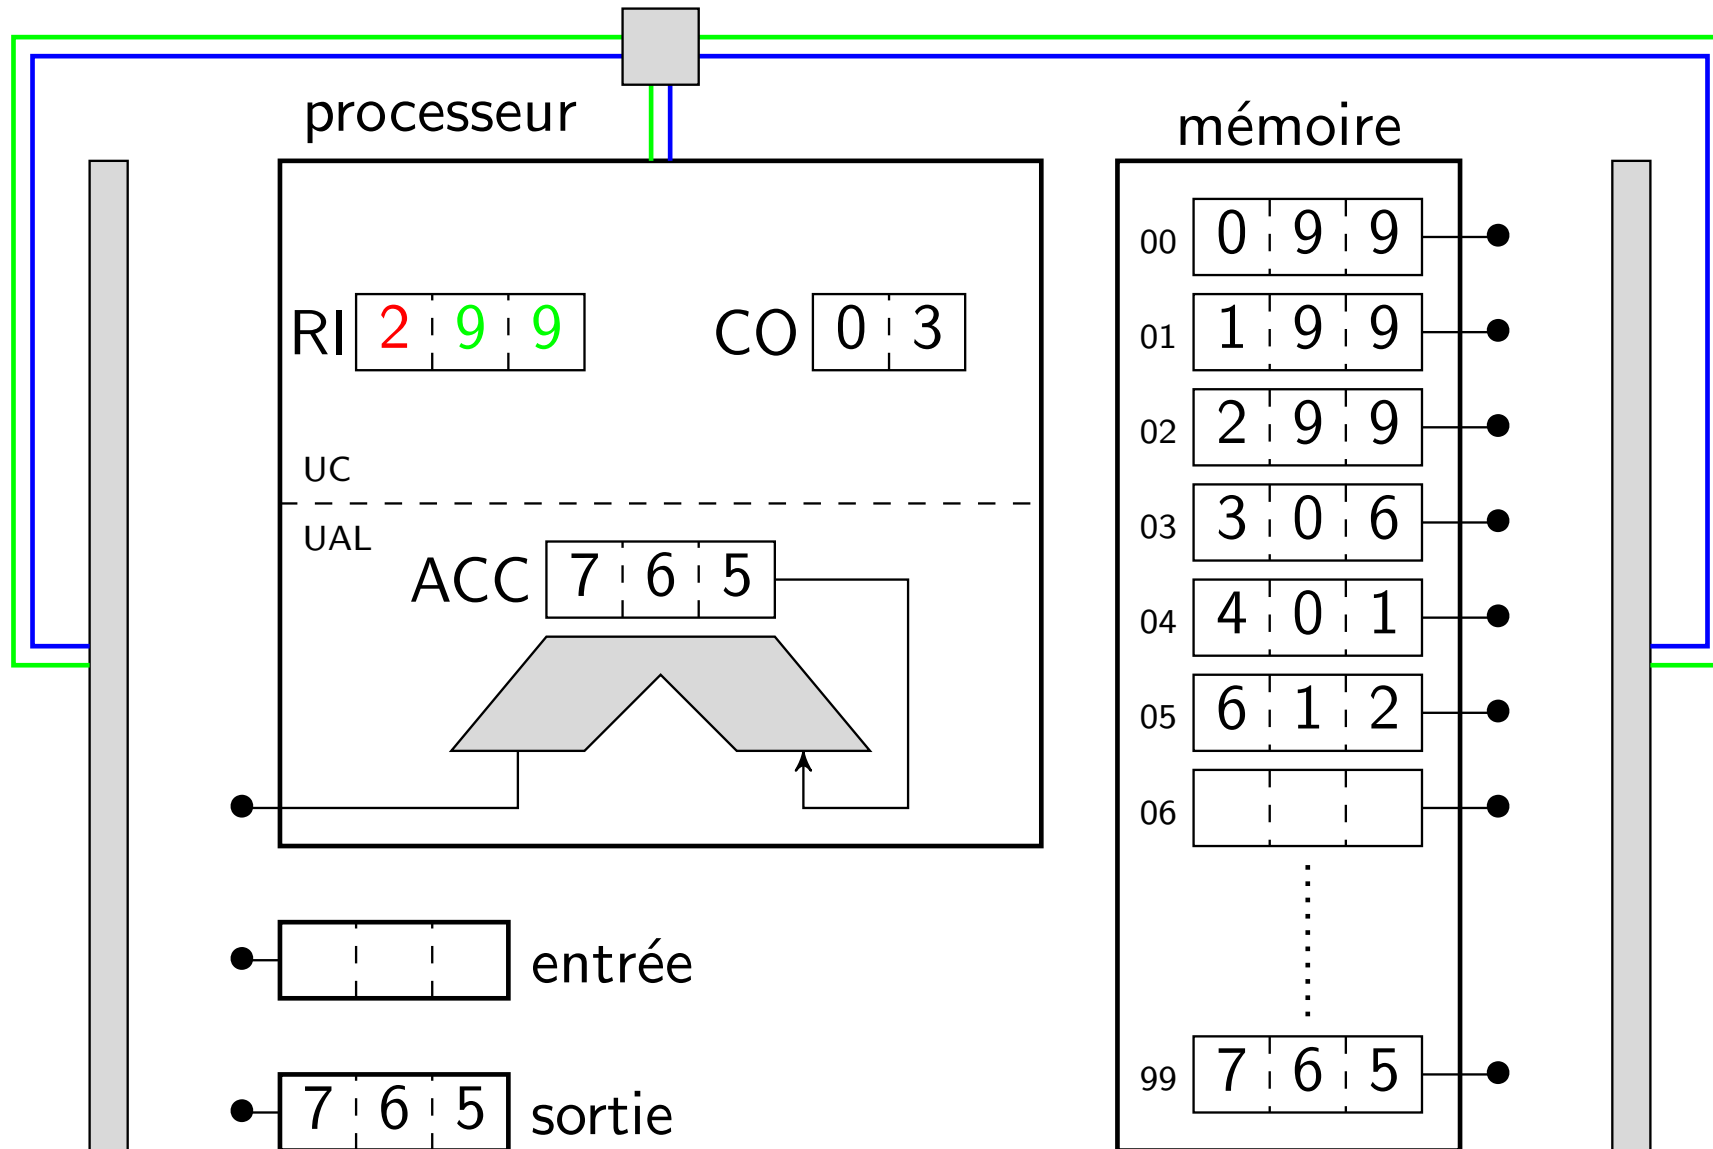 processeur
mémoire
00 0 9 9
RI 2 9 9 CO 0 3
01 1 9 9
02 2 9 9
UC
03 3 0 6
UAL
ACC 7 6 5
04 4 0 1
05 6 1 2
06
entrée
99 7 6 5
7 6 5 sortie